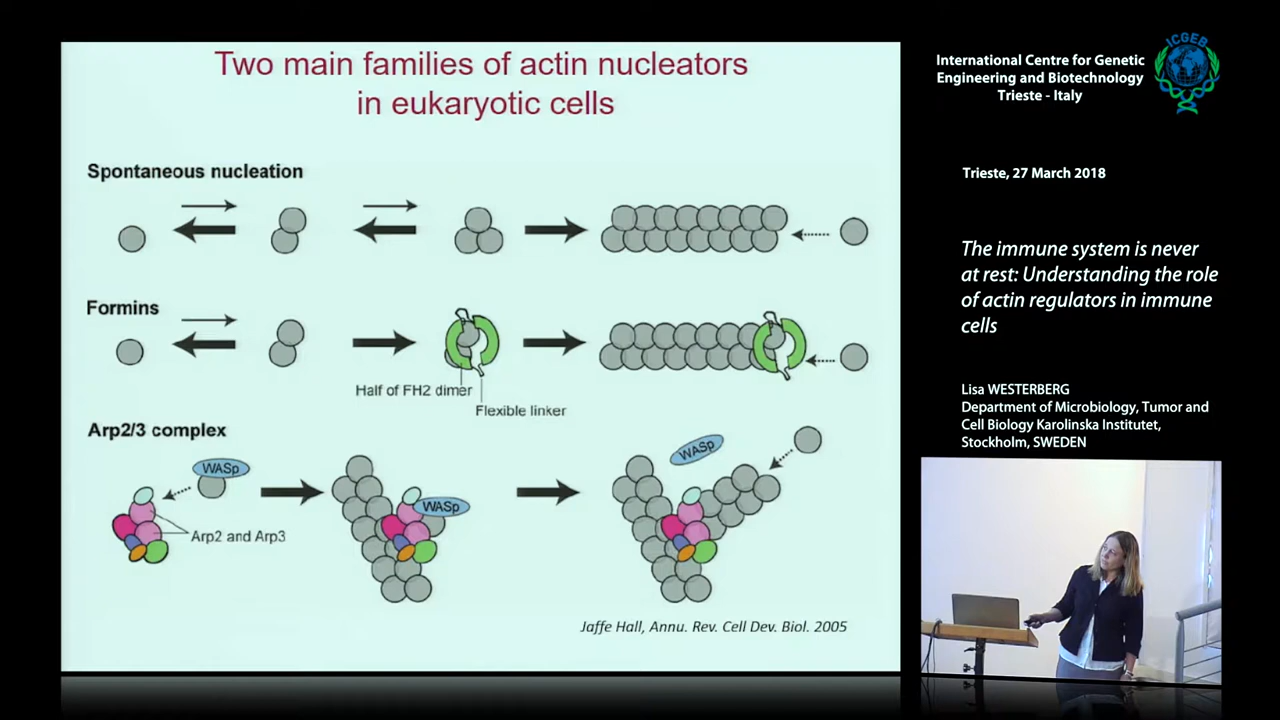 Two main families of actin nucleators
in eukaryotic cells
Spontaneous nucleation
Formins
Half of FH2 dimer
Flexible linker
Arp2/3 complex
WASp
Arp2 and Arp3
WASp
WASp
Jaffe Hall, Annu. Rev. Cell Dev. Biol. 2005
International Centre for Genetic
Engineering and Biotechnology
Trieste - Italy
ICGEB
Trieste, 27 March 2018
The immune system is never
at rest: Understanding the role
of actin regulators in immune
cells
Lisa WESTERBERG
Department of Microbiology, Tumor and
Cell Biology Karolinska Institutet,
Stockholm, SWEDEN